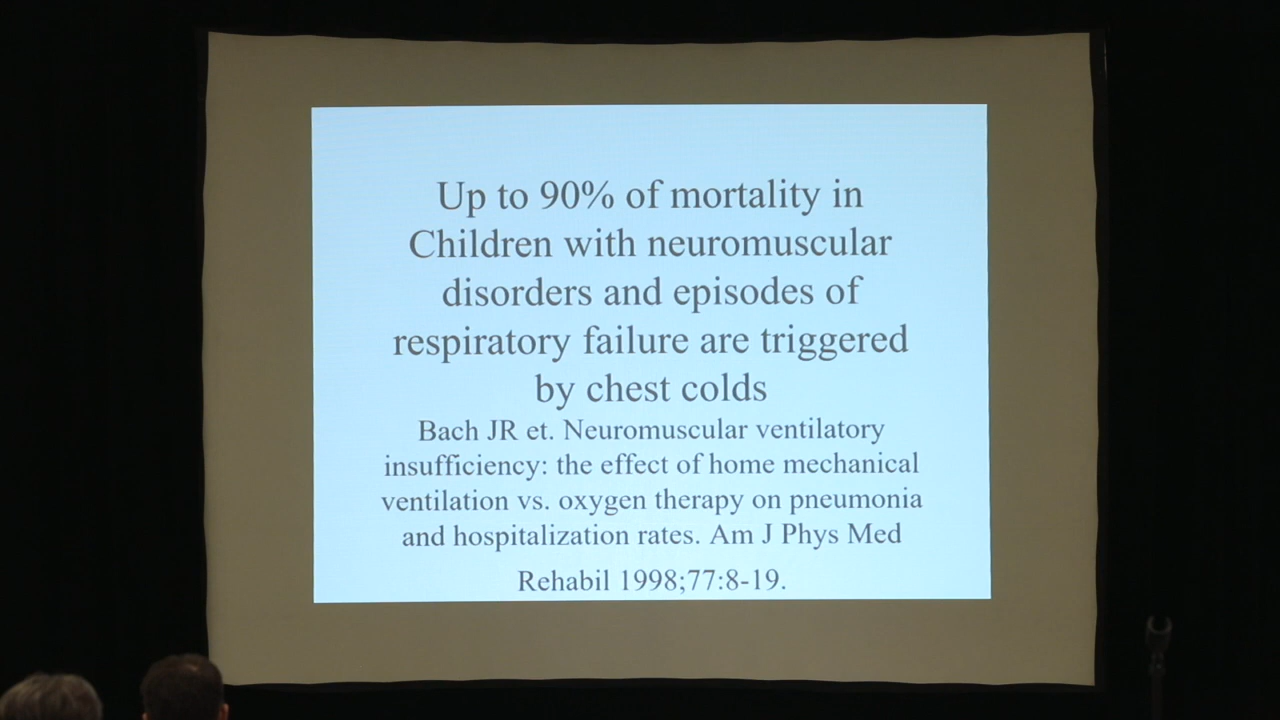 Up to 90% of mortality in
Children with neuromuscular
disorders and episodes of
respiratory failure are triggered
by chest colds
Bach JR et. Neuromuscular ventilatory
insufficiency: the effect of home mechanical
ventilation vs. oxygen therapy on pneumonia
and hospitalization rates. Am J Phys Med
Rehabil 1998;77:8-19.